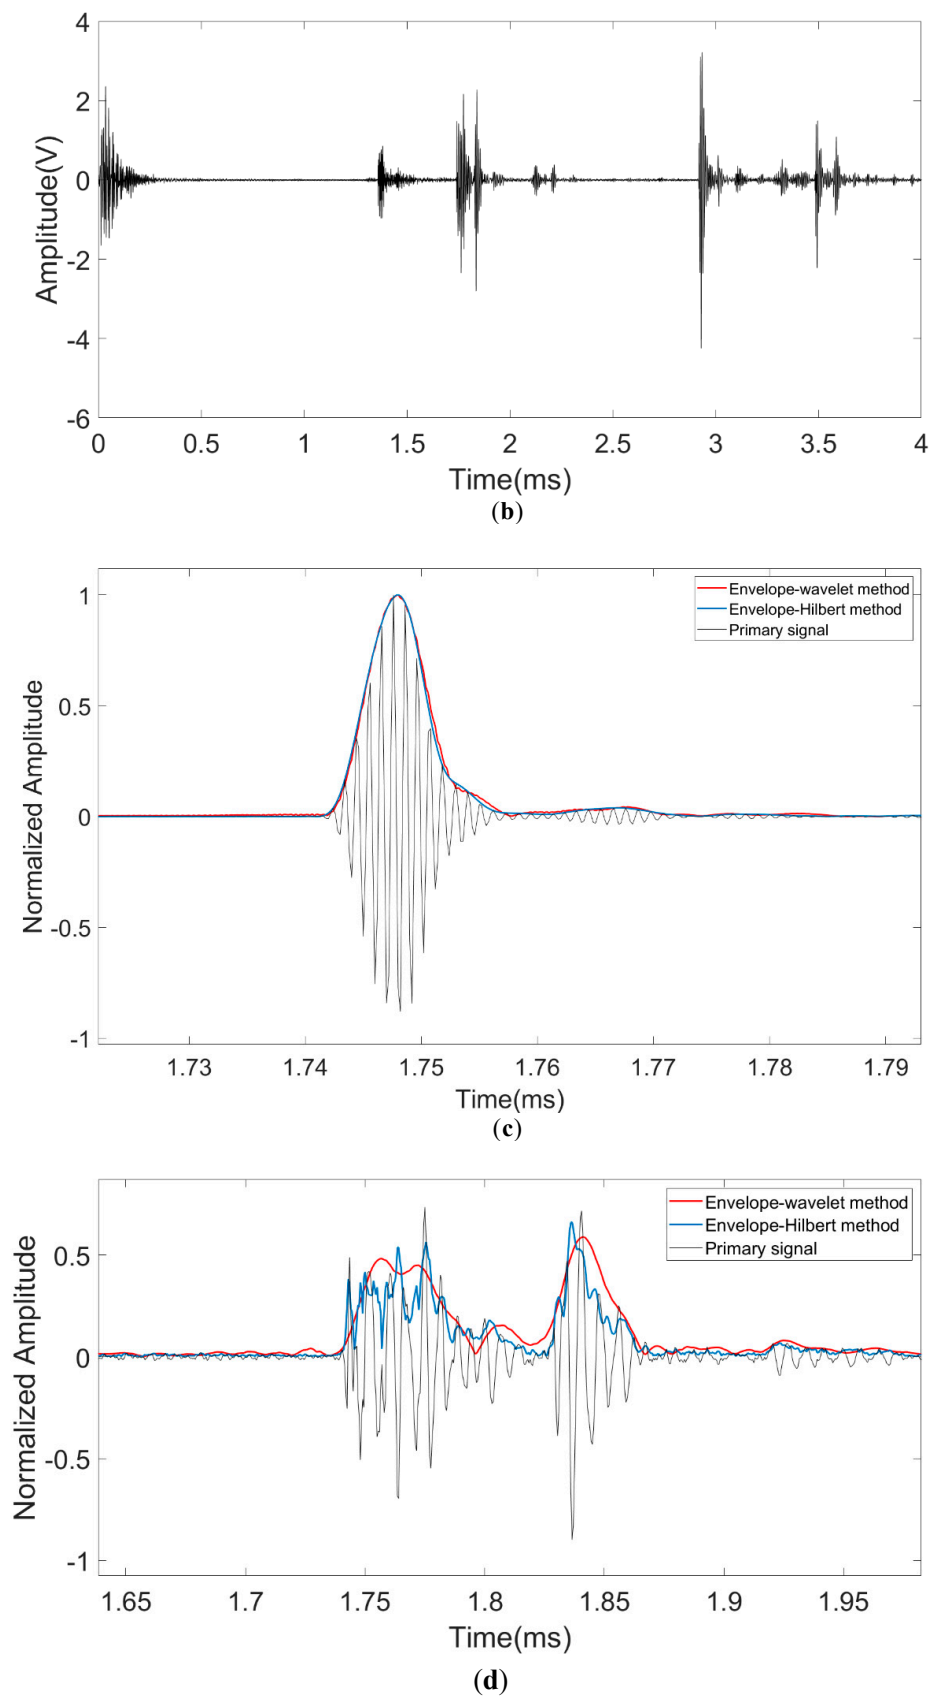 4
2
0
-2
-4
-6
Amplitude(V)
0 0.5 1 1.5 2 2.5 3 3.5 4
Time(ms)
(b)
Envelope-wavelet method
Envelope-Hilbert method
Primary signal
1
0.5
0
-0.5
-1
Normalized Amplitude
1.73 1.74 1.75 1.76 1.77 1.78 1.79
Time(ms)
(c)
Envelope-wavelet method
Envelope-Hilbert method
Primary signal
0.5
0
-0.5
-1
Normalized Amplitude
1.65 1.7 1.75 1.8 1.85 1.9 1.95
Time(ms)
(d)